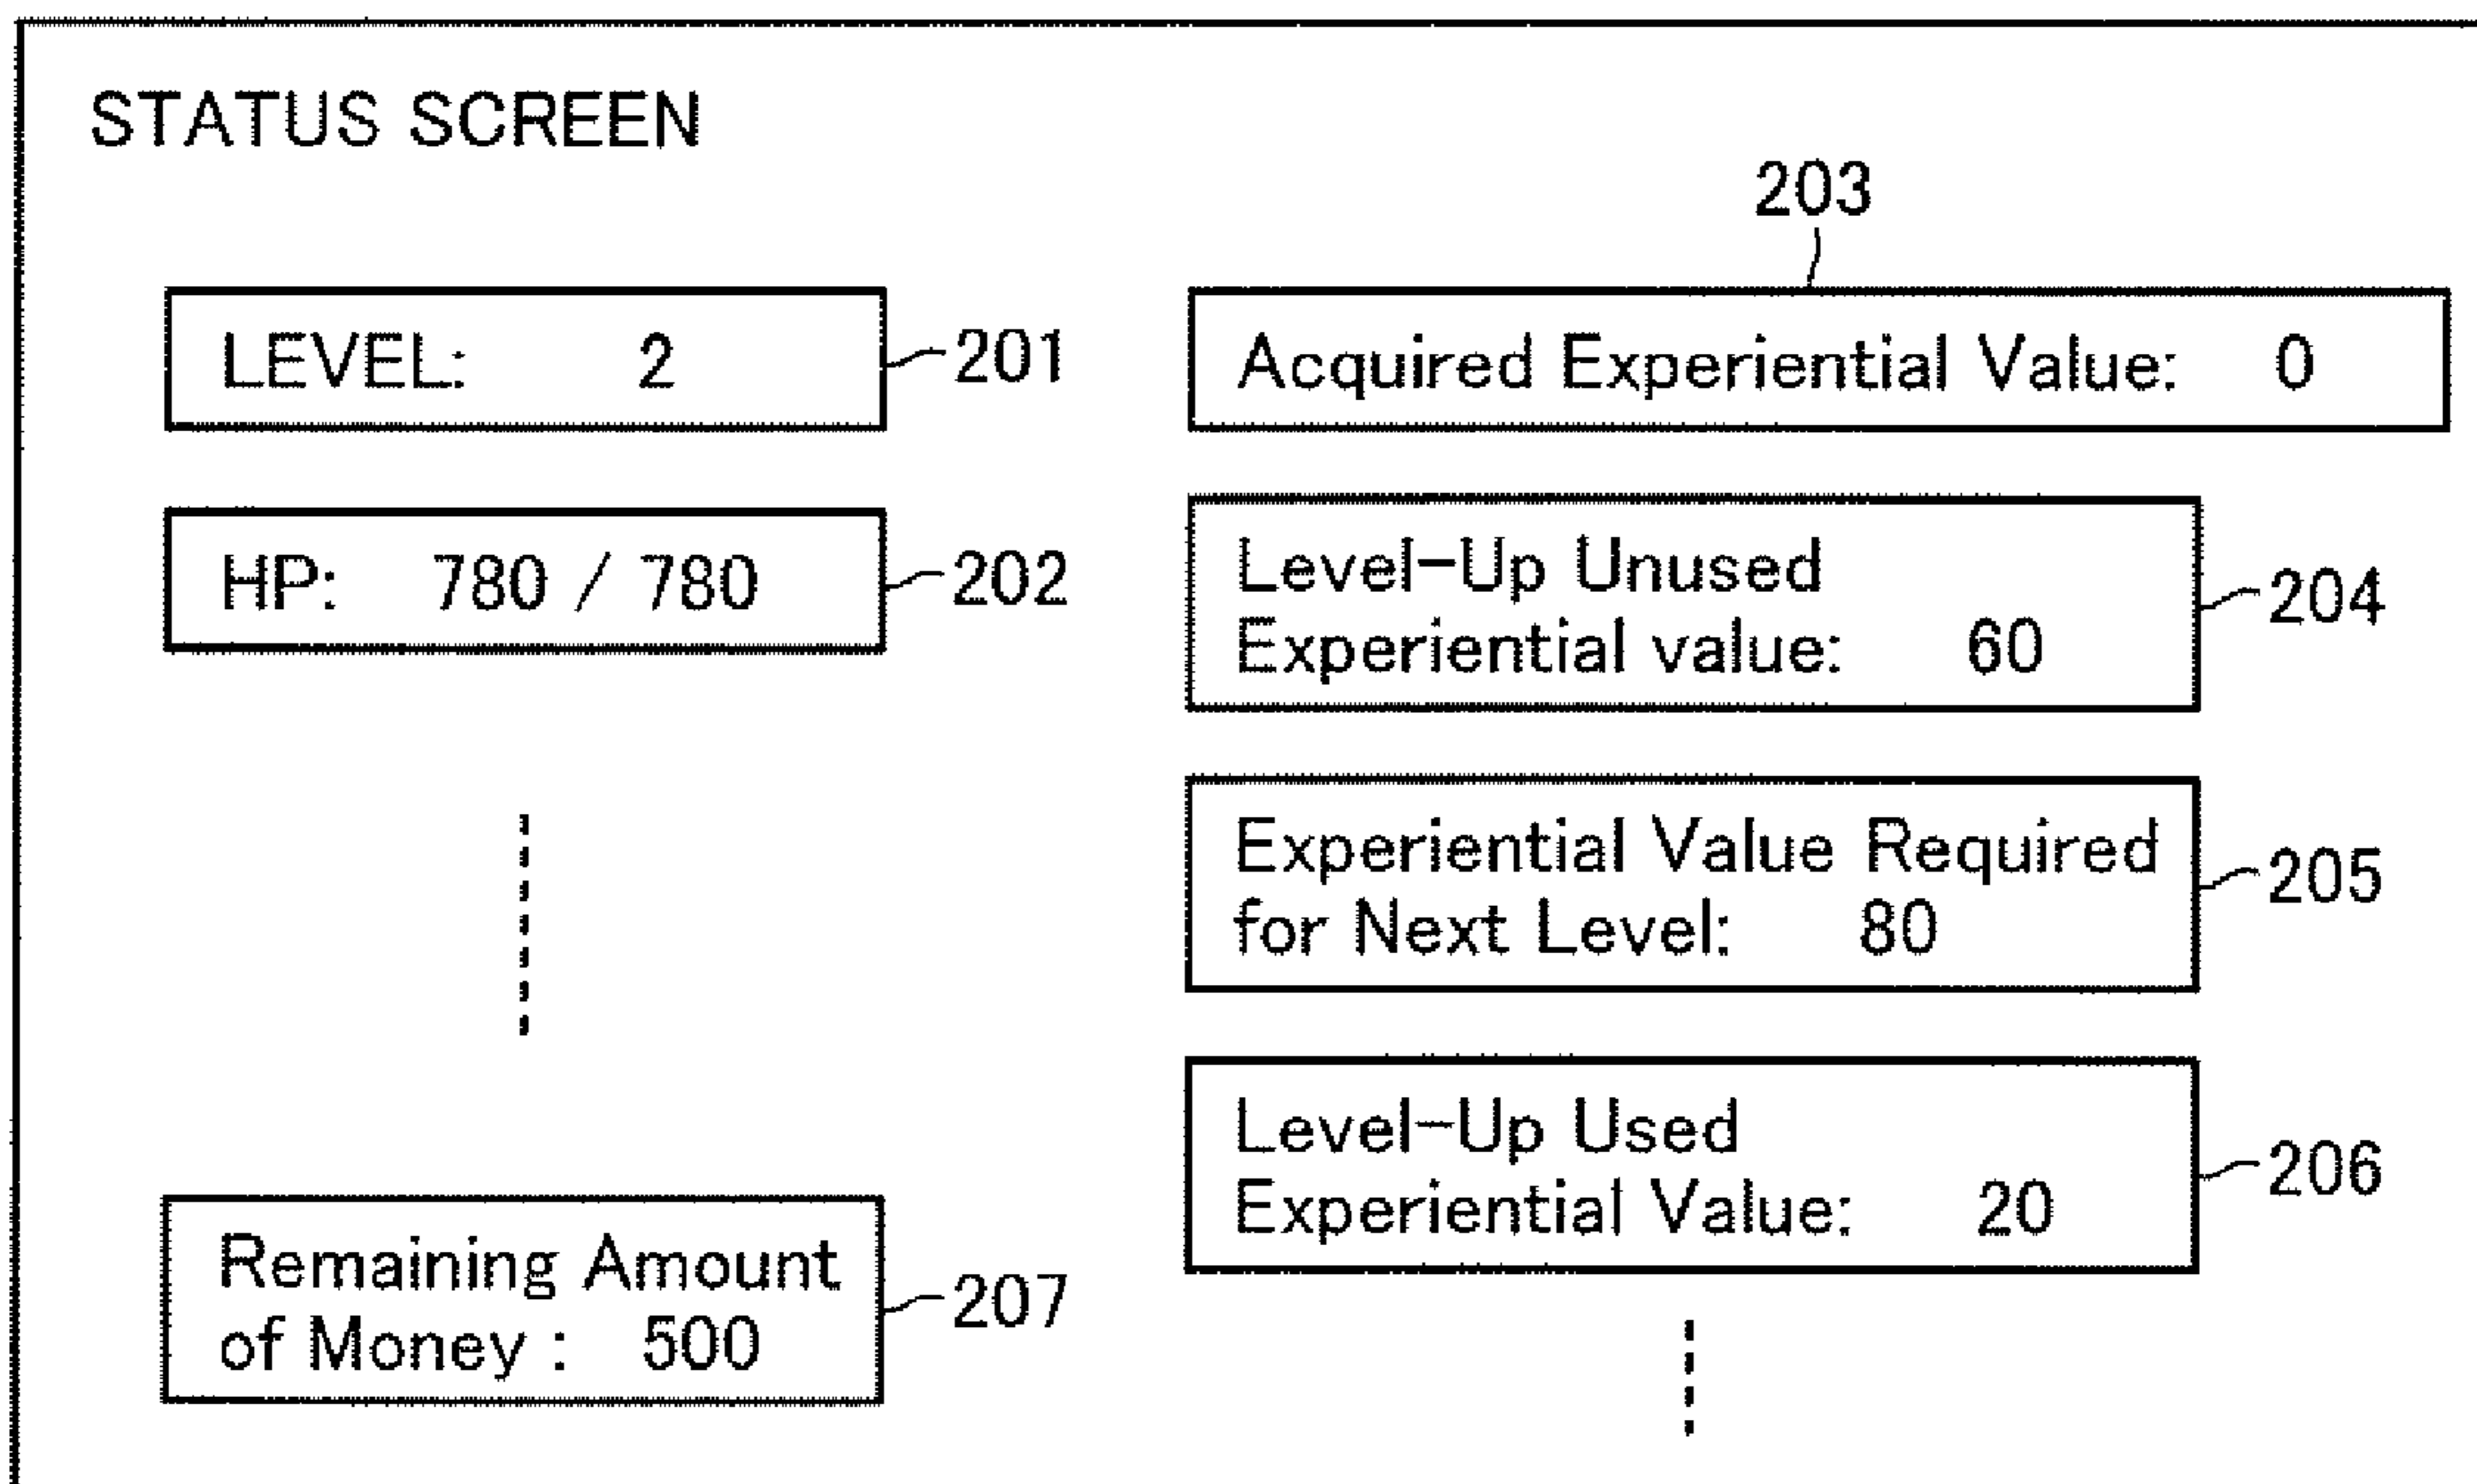 STATUS SCREEN
203
LEVEL: 2
201
Acquired Experiential Value: 0
HP: 780 / 780
202
Level-Up Unused
Experiential value: 60
204
Experiential Value Required
for Next Level: 80
205
Level-Up Used
Experiential Value: 20
206
Remaining Amount
of Money : 500
207